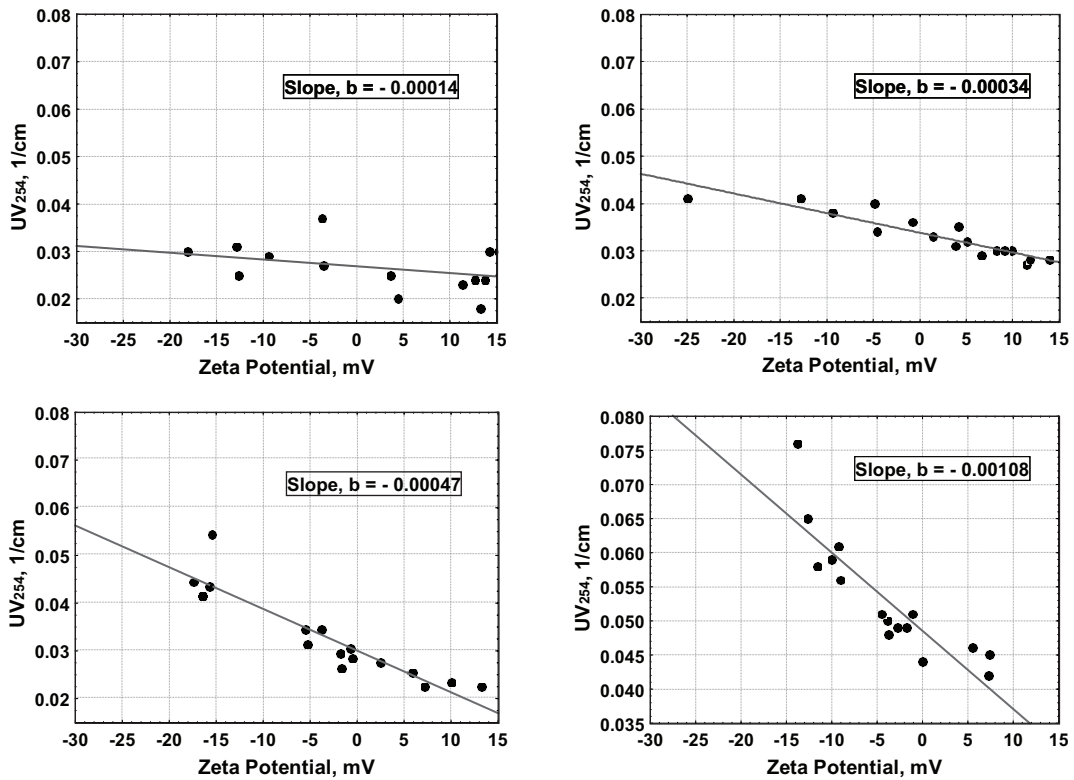 0.08
0.07
0.06
0.05
0.04
0.03
0.02
UV254, 1/cm
Slope, b = - 0.00014
-30 -25 -20 -15 -10 -5 0 5 10 15
Zeta Potential, mV
0.08
0.07
0.06
0.05
0.04
0.03
0.02
UV254, 1/cm
Slope, b = - 0.00034
-30 -25 -20 -15 -10 -5 0 5 10 15
Zeta Potential, mV
0.08
0.07
0.06
0.05
0.04
0.03
0.02
UV254, 1/cm
Slope, b = - 0.00047
-30 -25 -20 -15 -10 -5 0 5 10 15
Zeta Potential, mV
0.080
0.075
0.070
0.065
0.060
0.055
0.050
0.045
0.040
0.035
UV254, 1/cm
Slope, b = - 0.00108
-30 -25 -20 -15 -10 -5 0 5 10 15
Zeta Potential, mV